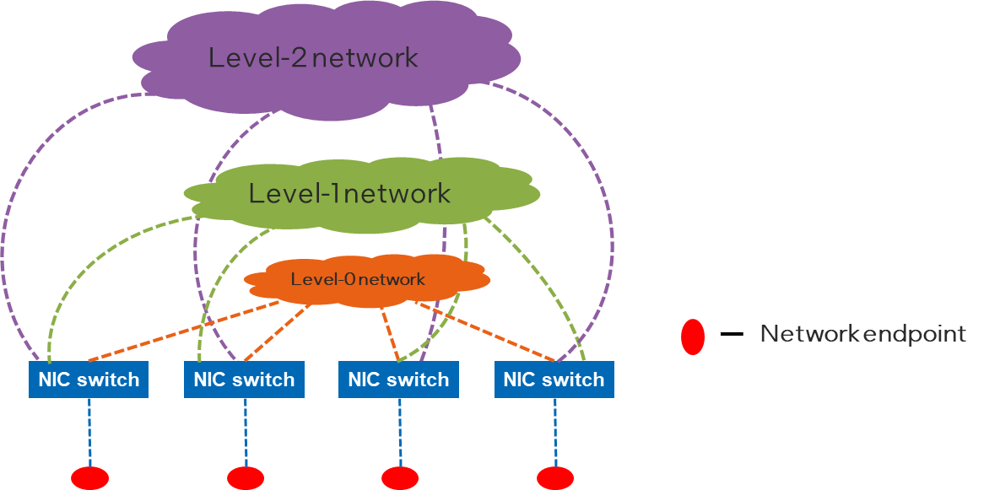 Level-2 network
Level-1 network
Level-0 network
NIC switch
NIC switch
NIC switch
NIC switch
Network endpoint